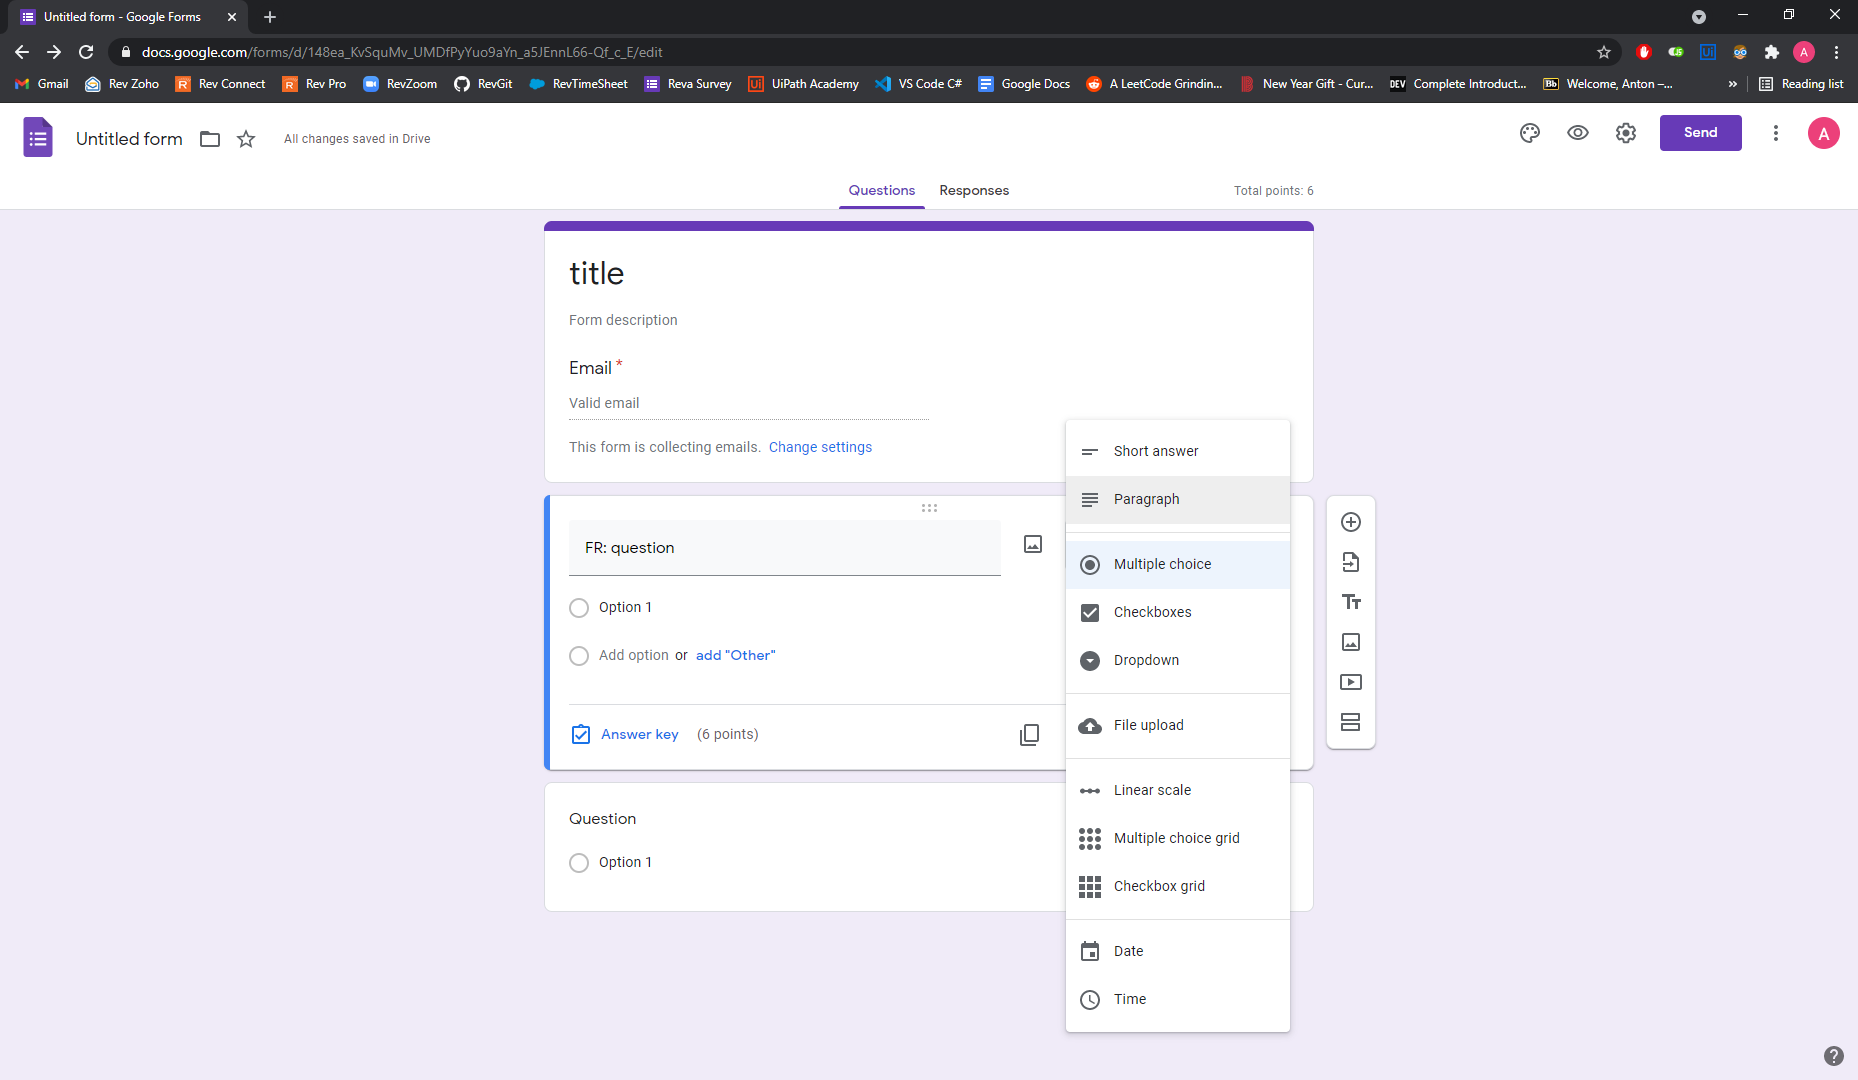 Untitled form - Google Forms
docs.google.com/forms/d/148ea_KvSquMv_UMDfPyYuo9aYn_a5JEnnL66-Qf_c_E/edit
A
Gmail Rev Zoho Rev Connect Rev Pro RevZoom RevGit RevTimeSheet Reva Survey UiPath Academy VS Code C# Google Docs A LeetCode Grindin... New Year Gift - Cur... DEV Complete Introduct... Bb Welcome, Anton –... » Reading list
Untitled form All changes saved in Drive Send A
Questions Responses Total points: 6
title
Form description
Email *
Valid email
This form is collecting emails. Change settings
FR: question
Option 1
Add option or add "Other"
Answer key (6 points)
Question
Option 1
Short answer
Paragraph
Multiple choice
Checkboxes
Dropdown
File upload
Linear scale
Multiple choice grid
Checkbox grid
Date
Time